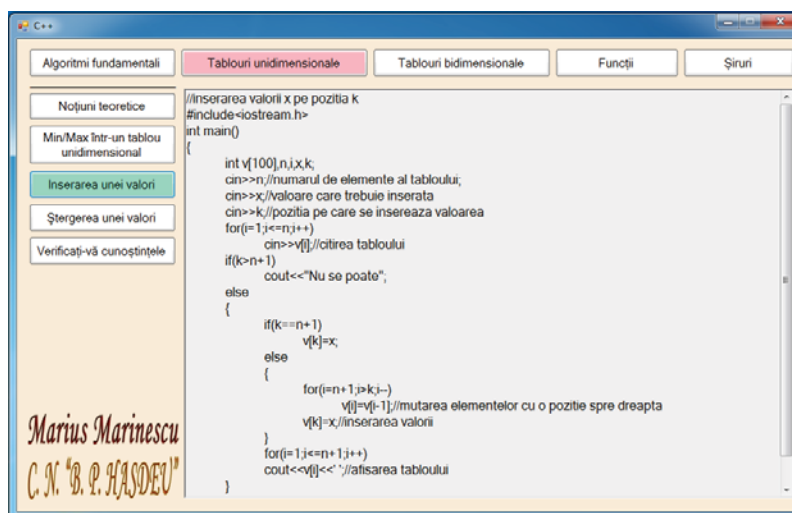 C++
Algoritmi fundamentali
Tablouri unidimensionale
Tablouri bidimensionale
Funcții
Șiruri
Noțiuni teoretice
Min/Max într-un tablou
unidimensional
Inserarea unei valori
Ștergerea unei valori
Verificați-vă cunoștințele
//inserarea valorii x pe pozitia k
#include<iostream.h>
int main()
{
int v[100],n,i,x,k;
cin>>n;//numarul de elemente al tabloului;
cin>>x;//valoare care trebuie inserata
cin>>k;//pozitia pe care se insereaza valoarea
for(i=1;i<=n;i++)
cin>>v[i];//citirea tabloului
if(k>n+1)
cout<<"Nu se poate";
else
{
if(k==n+1)
v[k]=x;
else
{
for(i=n+1;i>k;i--)
v[i]=v[i-1];//mutarea elementelor cu o pozitie spre dreapta
v[k]=x;//inserarea valorii
}
for(i=1;i<=n+1;i++)
cout<<v[i]<<' ';//afisarea tabloului
}
Marius Marinescu
C. N. "B. P. HASDEU"